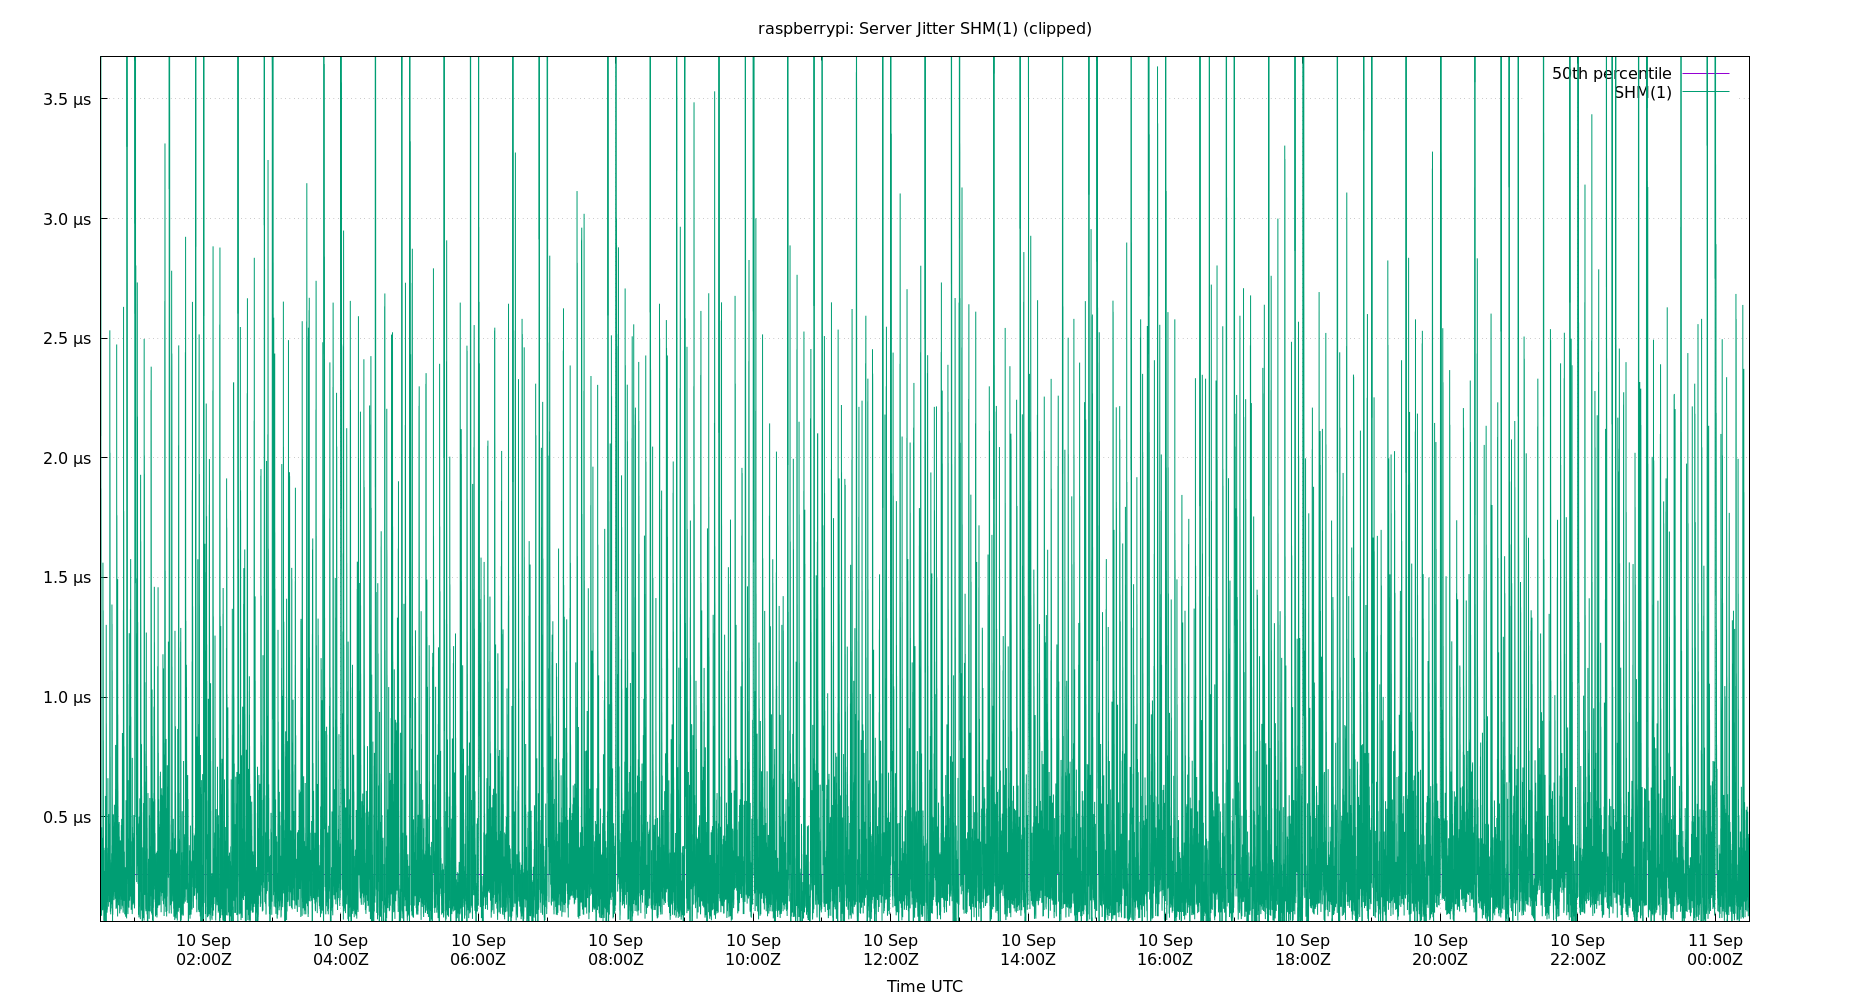 raspberrypi: Server Jitter SHM(1) (clipped)
50th percentile
SHM(1)
3.5 µs
3.0 µs
2.5 µs
2.0 µs
1.5 µs
1.0 µs
0.5 µs
10 Sep 10 Sep 10 Sep 10 Sep 10 Sep 10 Sep 10 Sep 10 Sep 10 Sep 10 Sep 10 Sep 11 Sep
02:00Z 04:00Z 06:00Z 08:00Z 10:00Z 12:00Z 14:00Z 16:00Z 18:00Z 20:00Z 22:00Z 00:00Z
Time UTC